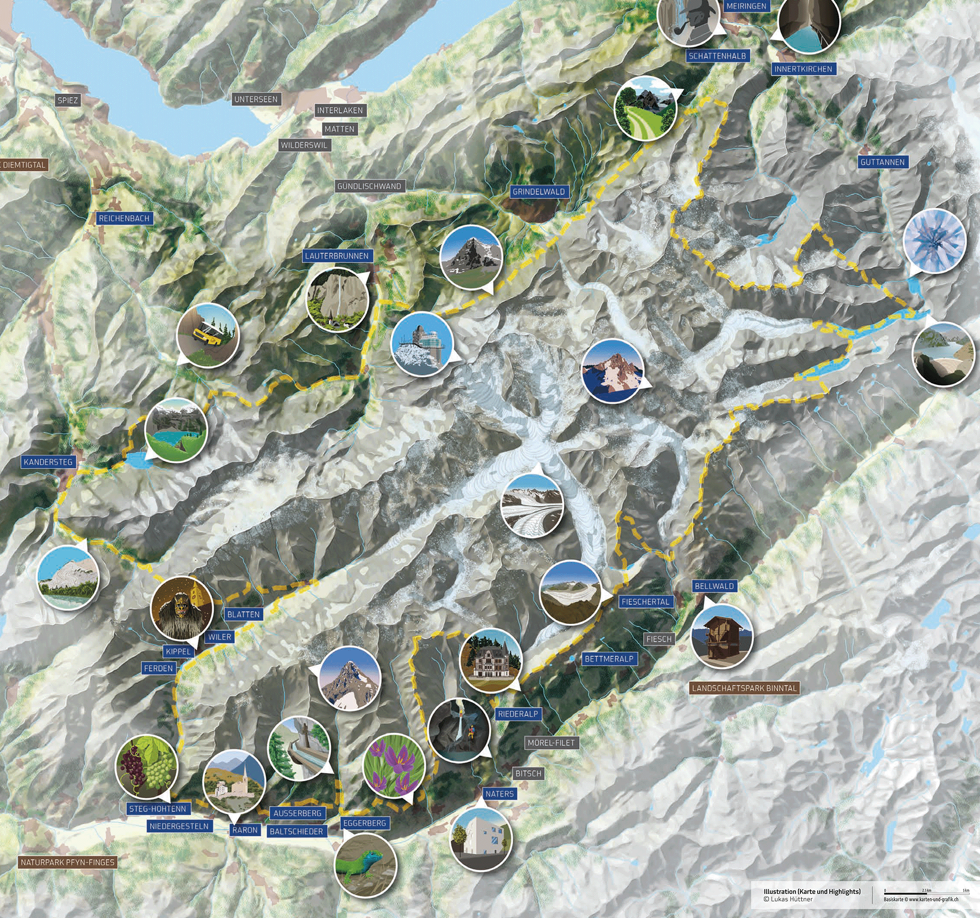 MEIRINGEN
SCHATTENHALB
INNERTKIRCHEN
SPIEZ
UNTERSEEN
INTERLAKEN
MATTEN
WILDERSWIL
DIEMTIGTAL
GÜNDLISCHWAND
GRINDELWALD
GUTTANNEN
REICHENBACH
LAUTERBRUNNEN
KANDERSTEG
BLATTEN
WILER
KIPPEL
FERDEN
FIESCHERTAL
BELLWALD
FIESCH
BETTMERALP
LANDSCHAFTSPARK BINNTAL
RIEDERALP
MÖREL-FILET
BITSCH
NATERS
STEG-HOHTENN
NIEDERGESTELN
RARON
AUSSERBERG
BALTSCHIEDER
EGGERBERG
NATURPARK PFYN-FINGES
Illustration (Karte und Highlights)
© Lukas Hüttner
Basiskarte © www.karten-und-grafik.ch